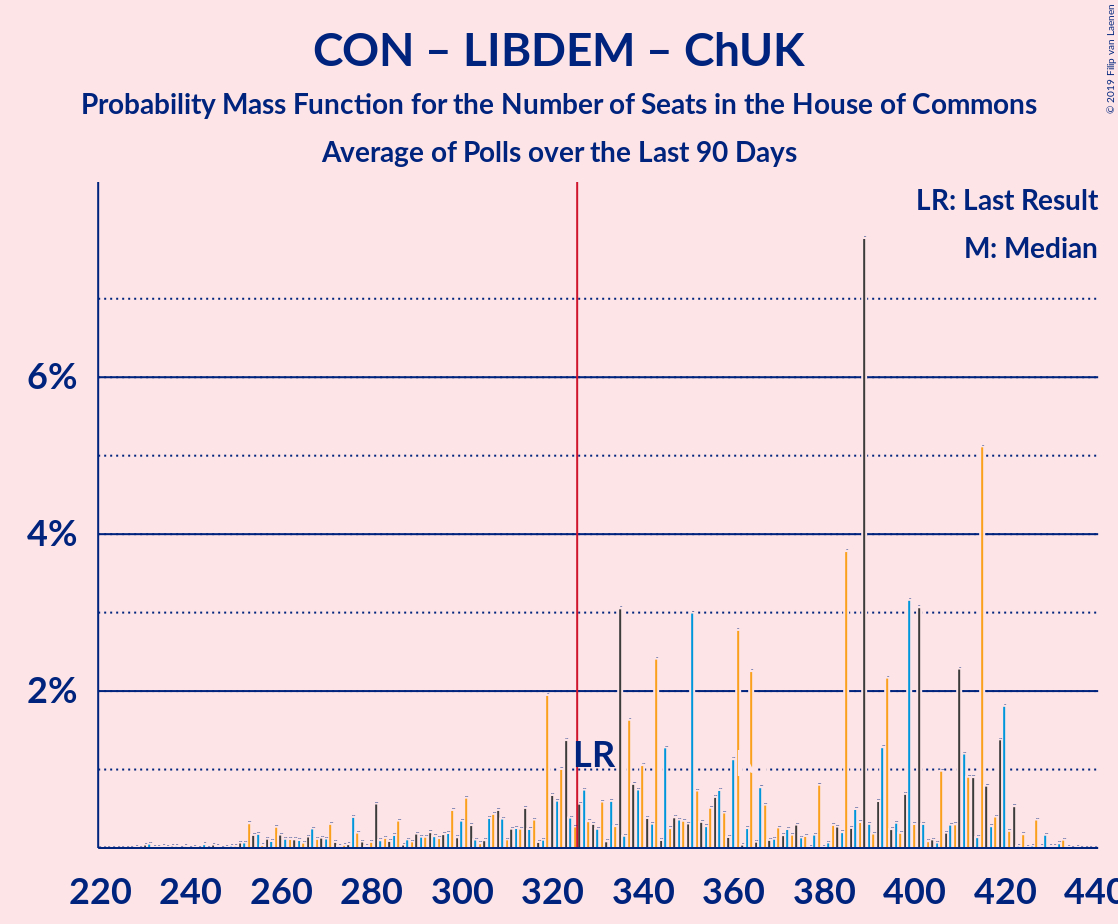 CON – LIBDEM – ChUK
Probability Mass Function for the Number of Seats in the House of Commons
Average of Polls over the Last 90 Days
© 2019 Filip van Laenen
LR: Last Result
M: Median
6%
4%
2%
LR
220 240 260 280 300 320 340 360 380 400 420 440